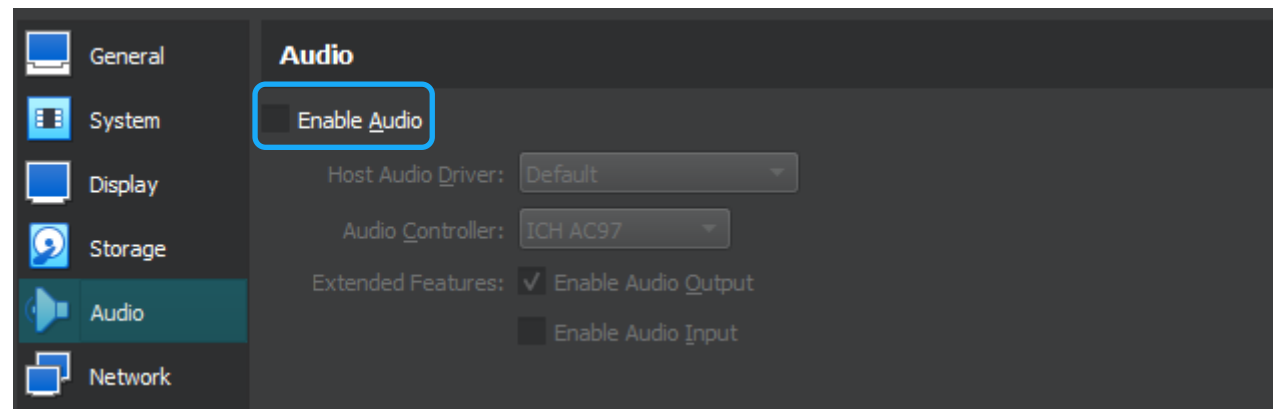 General
System
Display
Storage
Audio
Network
Audio
Enable Audio
Host Audio Driver: Default
Audio Controller: ICH AC97
Extended Features: Enable Audio Output
Enable Audio Input